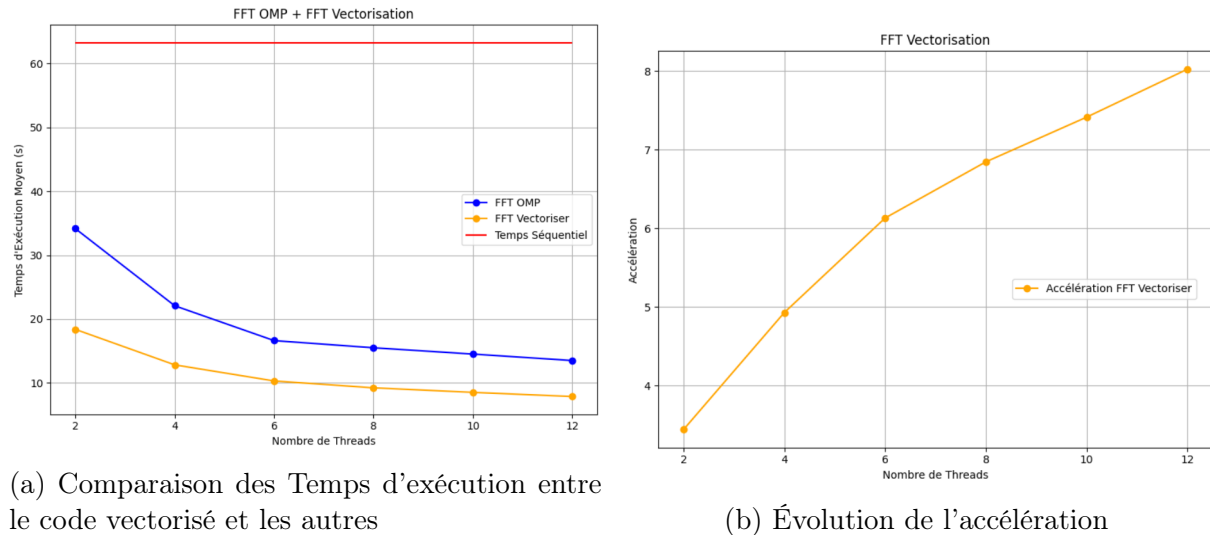 FFT OMP + FFT Vectorisation
Temps d'Exécution Moyen (s)
60
50
40
30
20
10
FFT OMP
FFT Vectoriser
Temps Séquentiel
2 4 6 8 10 12
Nombre de Threads
(a) Comparaison des Temps d'exécution entre
le code vectorisé et les autres
FFT Vectorisation
Accélération
8
7
6
5
4
Accélération FFT Vectoriser
2 4 6 8 10 12
Nombre de Threads
(b) Évolution de l'accélération